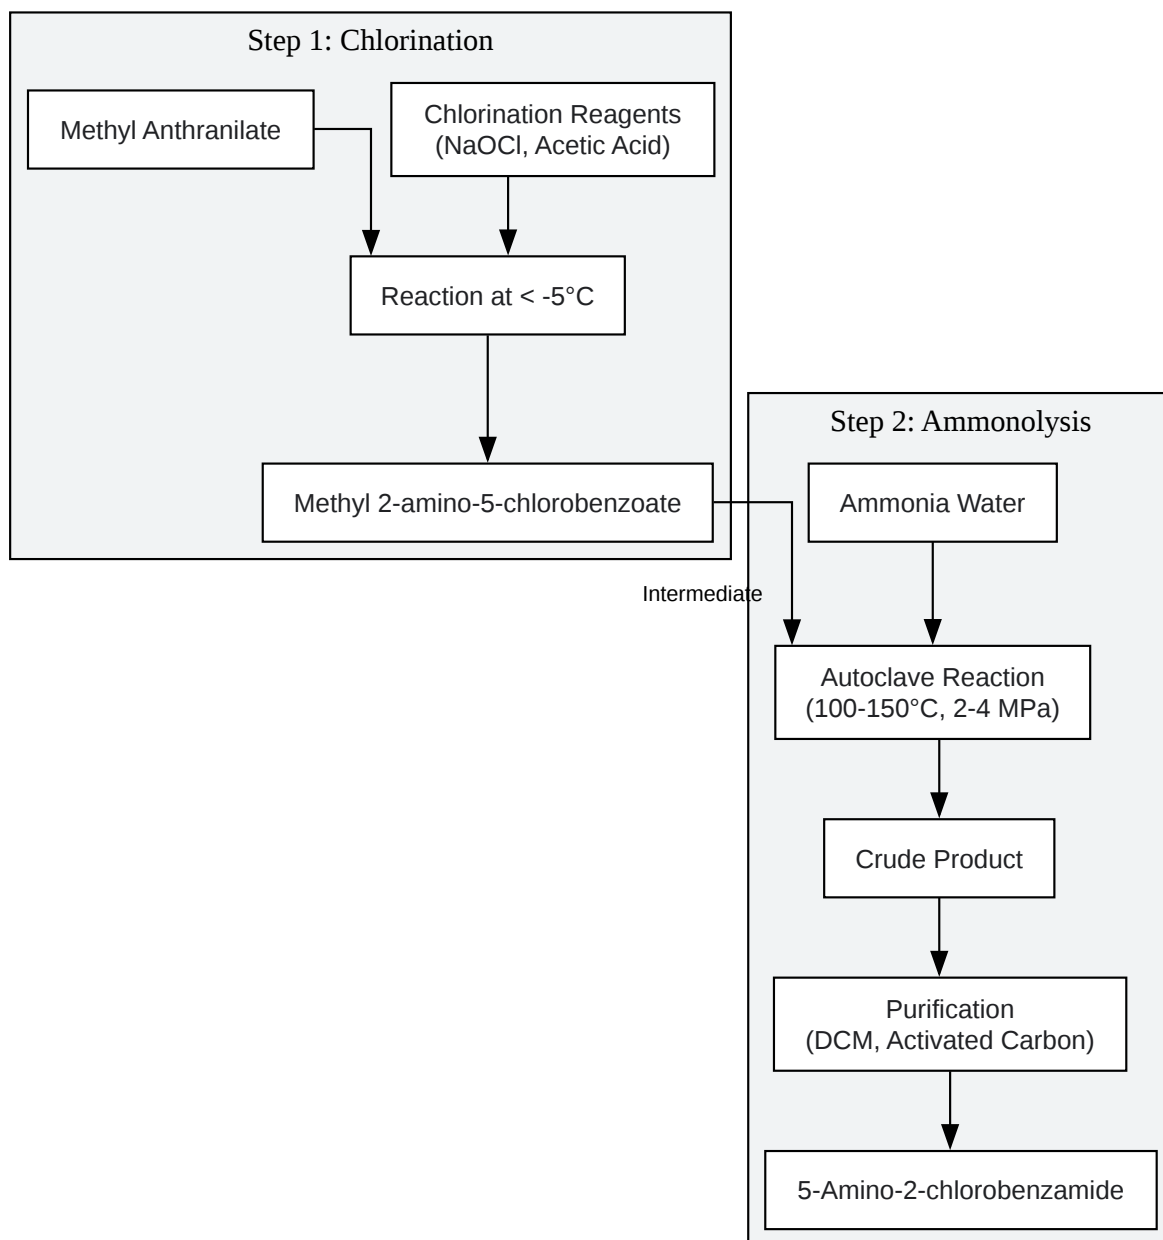 Step 1: Chlorination
Methyl Anthranilate
Chlorination Reagents
(NaOCl, Acetic Acid)
Reaction at < -5°C
Methyl 2-amino-5-chlorobenzoate
Intermediate
Step 2: Ammonolysis
Ammonia Water
Autoclave Reaction
(100-150°C, 2-4 MPa)
Crude Product
Purification
(DCM, Activated Carbon)
5-Amino-2-chlorobenzamide